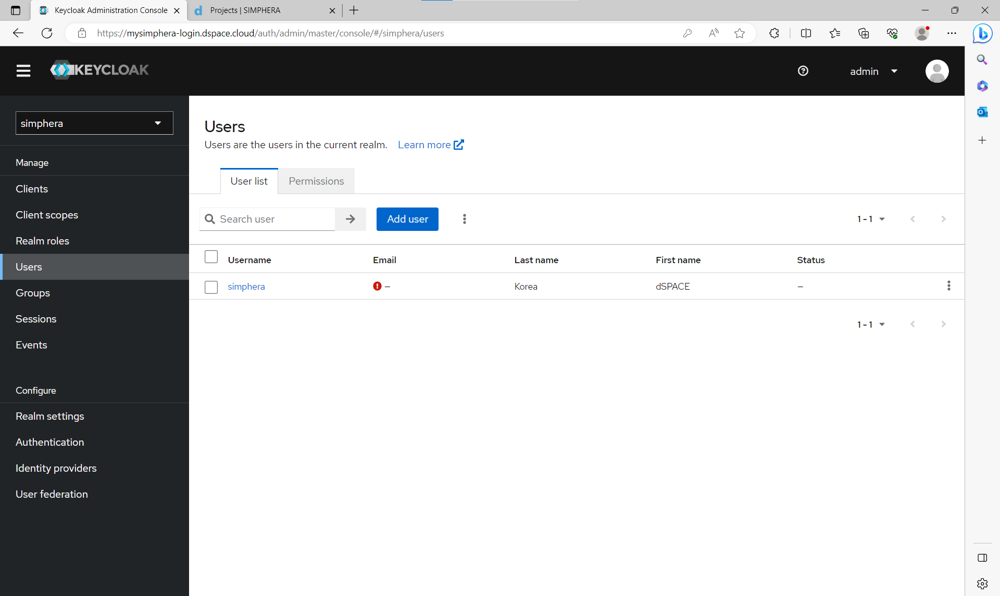 Keycloak Administration Console
Projects | SIMPHERA
https://mysimphera-login.dspace.cloud/auth/admin/master/console/#/simphera/users
KEYCLOAK
admin
simphera
Manage
Clients
Client scopes
Realm roles
Users
Groups
Sessions
Events
Configure
Realm settings
Authentication
Identity providers
User federation
Users
Users are the users in the current realm. Learn more
User list Permissions
Search user Add user 1 - 1
Username Email Last name First name Status
simphera – Korea dSPACE –
1 - 1